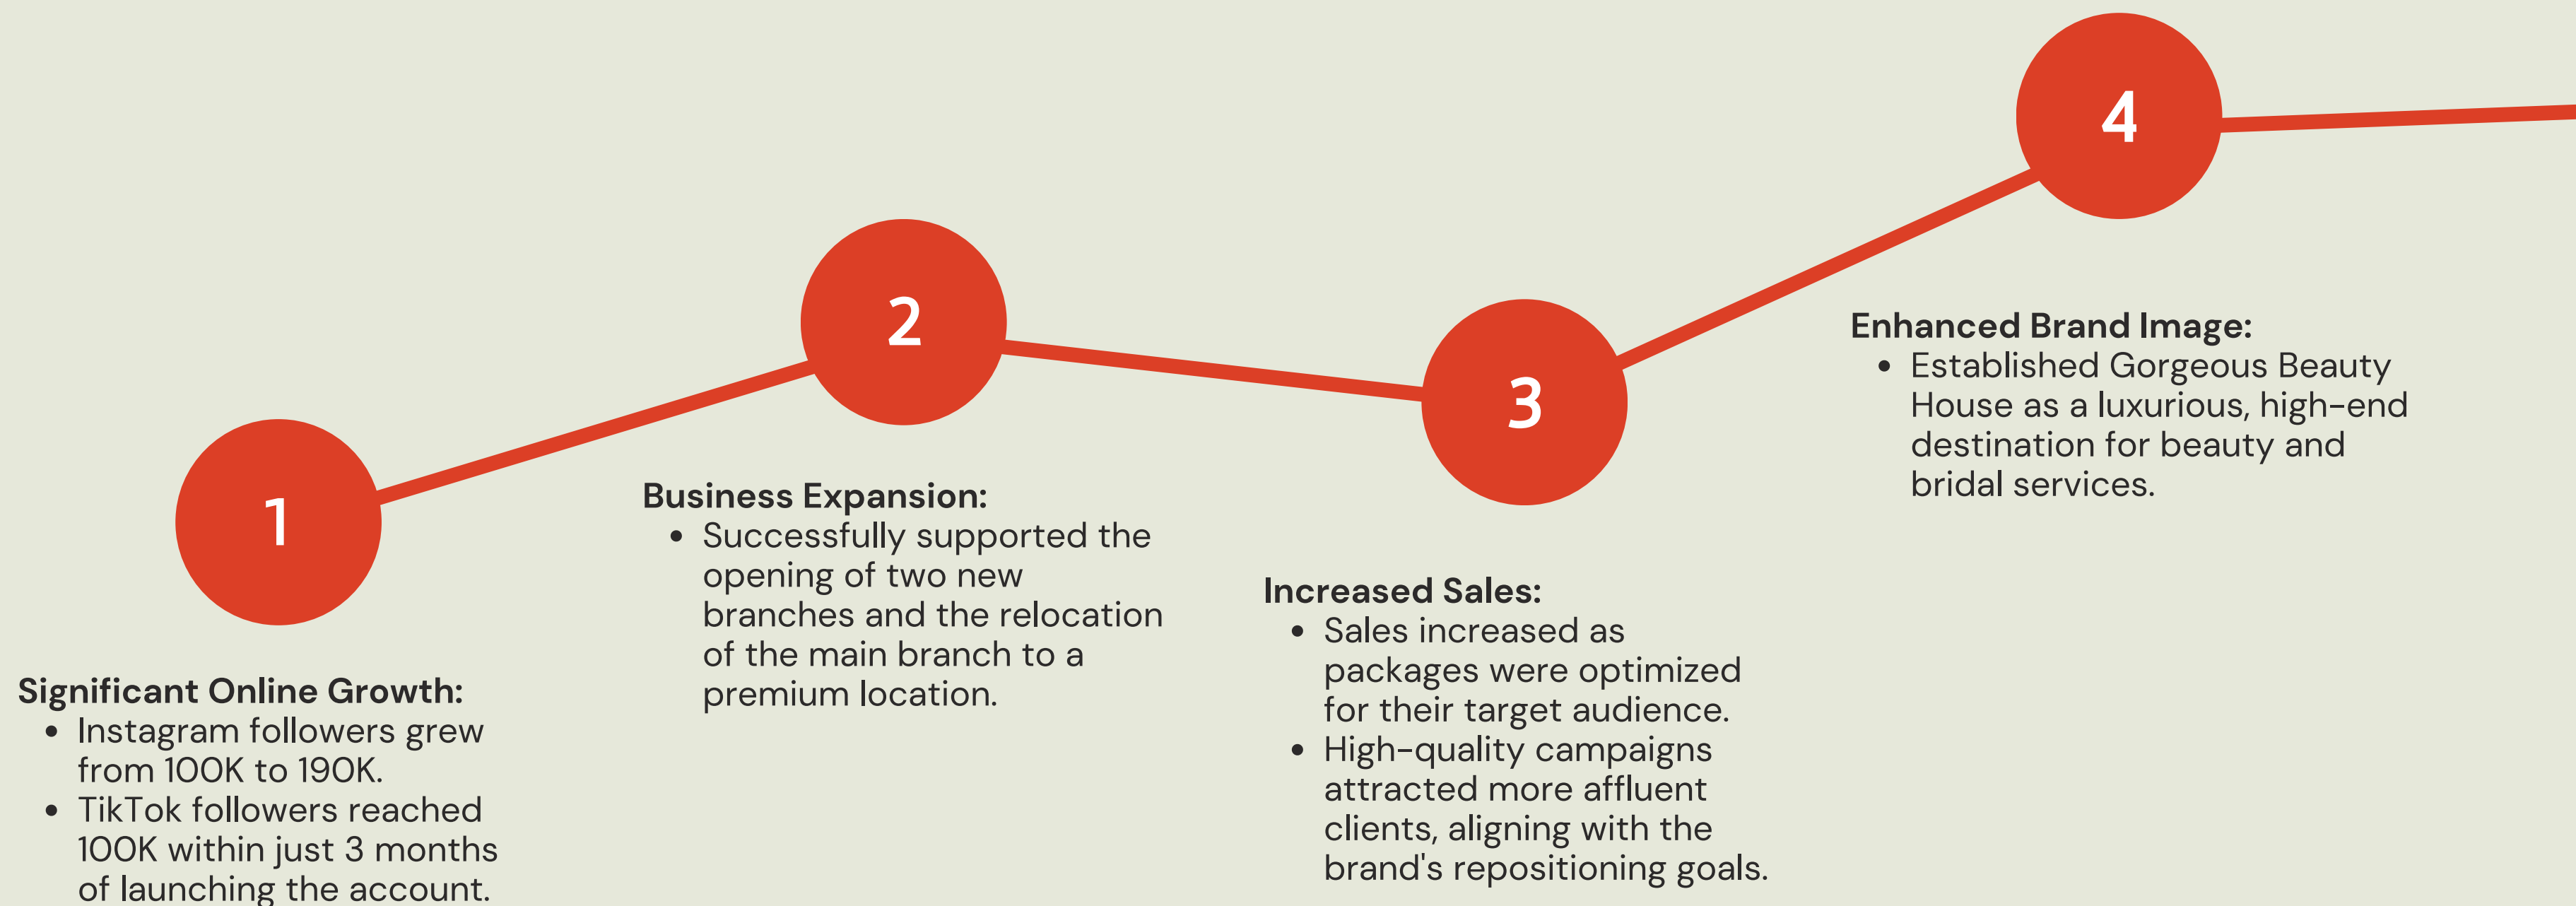 1
Significant Online Growth:
• Instagram followers grew
from 100K to 190K.
• TikTok followers reached
100K within just 3 months
of launching the account.
2
Business Expansion:
• Successfully supported the
opening of two new
branches and the relocation
of the main branch to a
premium location.
3
Increased Sales:
• Sales increased as
packages were optimized
for their target audience.
• High-quality campaigns
attracted more affluent
clients, aligning with the
brand's repositioning goals.
4
Enhanced Brand Image:
• Established Gorgeous Beauty
House as a luxurious, high-end
destination for beauty and
bridal services.